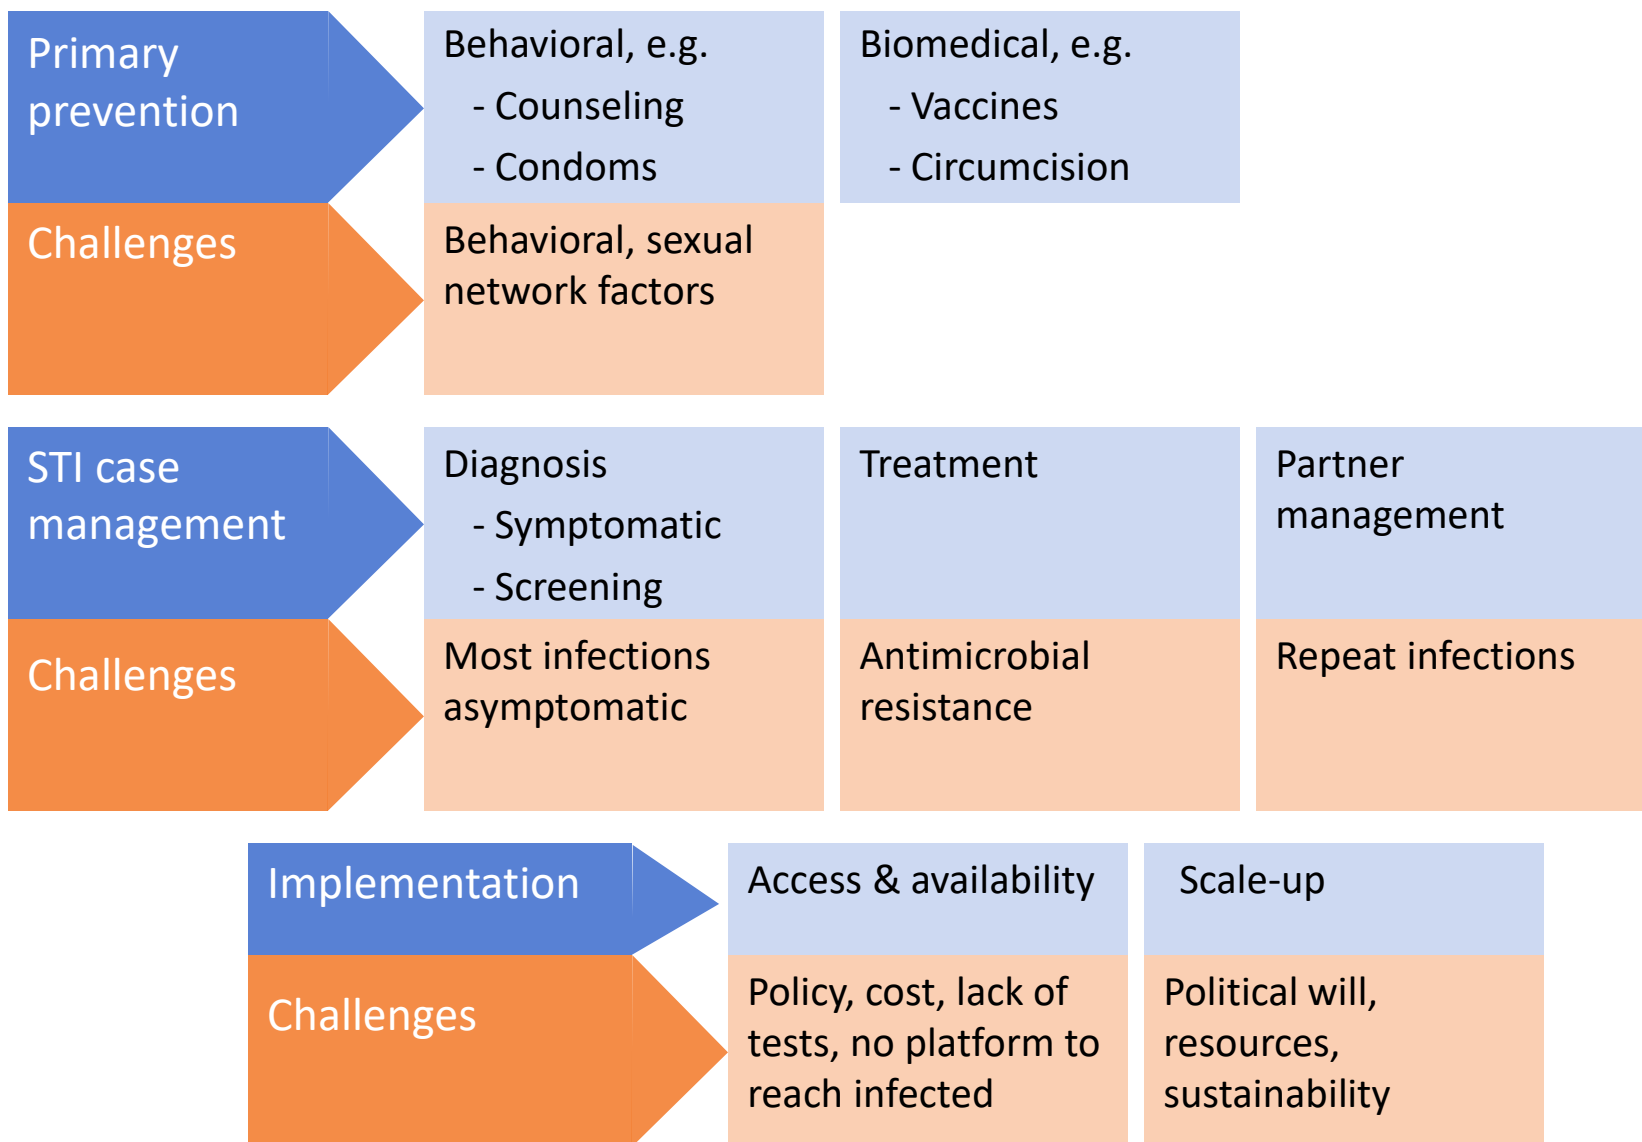 Primary
prevention
Behavioral, e.g.
- Counseling
- Condoms
Biomedical, e.g.
- Vaccines
- Circumcision
Challenges
Behavioral, sexual
network factors
STI case
management
Diagnosis
- Symptomatic
- Screening
Treatment
Partner
management
Challenges
Most infections
asymptomatic
Antimicrobial
resistance
Repeat infections
Implementation
Access & availability
Scale-up
Challenges
Policy, cost, lack of
tests, no platform to
reach infected
Political will,
resources,
sustainability